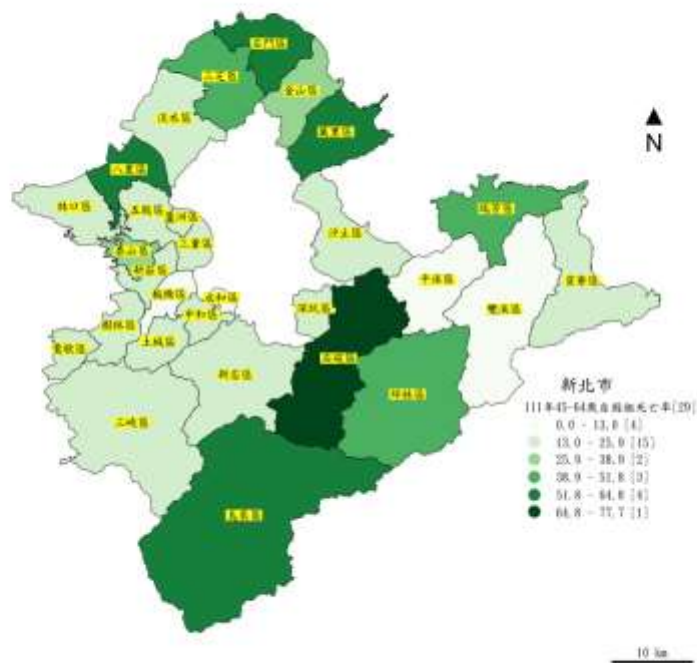 石門區
三芝區
金山區
淡水區
萬里區
八里區
林口區
五股區
蘆洲區
泰山區
三重區
新莊區
汐止區
瑞芳區
貢寮區
平溪區
雙溪區
板橋區
永和區
中和區
深坑區
石碇區
樹林區
土城區
鶯歌區
新店區
坪林區
三峽區
烏來區
N
新北市
111年45-64歲自殺粗死亡率[29]
0.0 - 13.0 [4]
13.0 - 25.9 [15]
25.9 - 38.9 [2]
38.9 - 51.8 [3]
51.8 - 64.8 [4]
64.8 - 77.7 [1]
10 km